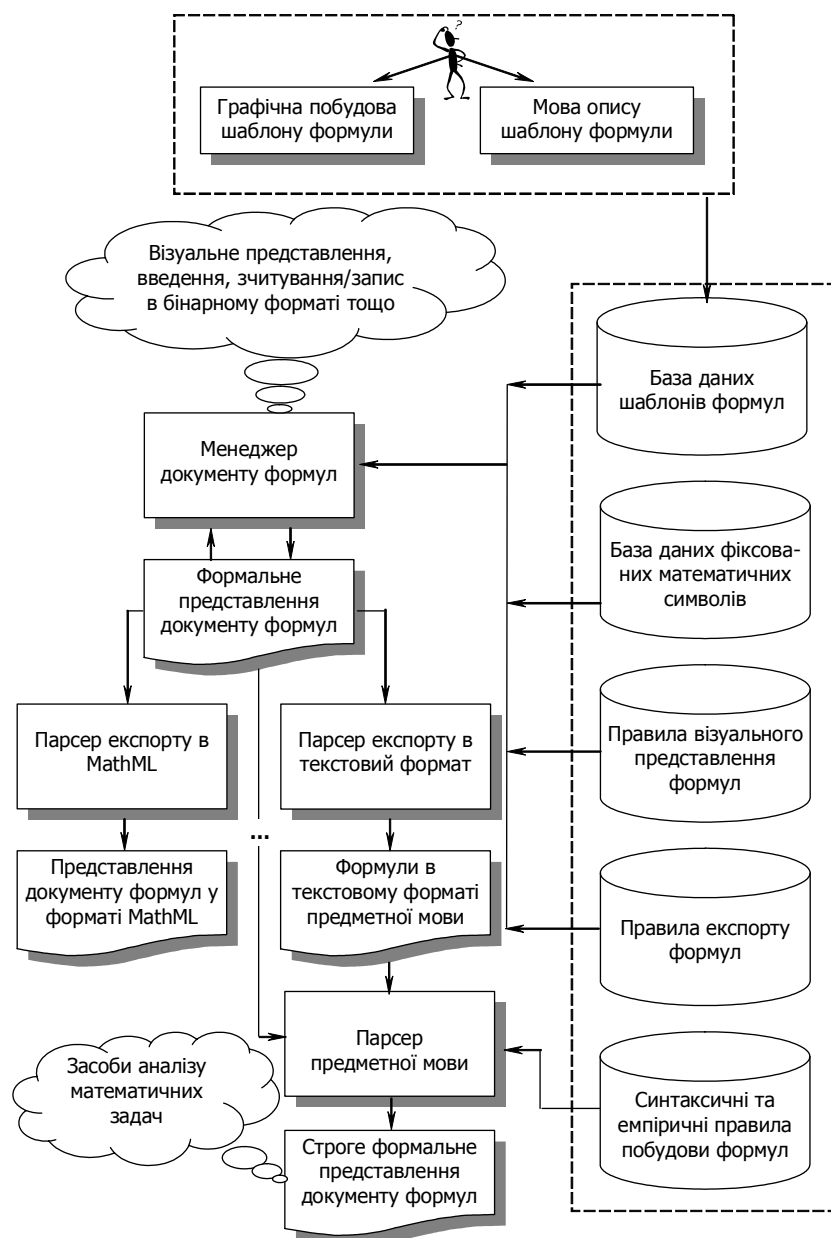 ?
Графічна побудова
шаблону формули
Мова опису
шаблону формули
Візуальне представлення,
введення, зчитування/запис
в бінарному форматі тощо
База даних
шаблонів формул
Менеджер
документу формул
База даних фіксова-
них математичних
символів
Формальне
представлення
документу формул
Парсер експорту в
MathML
Парсер експорту в
текстовий формат
Правила візуального
представлення
формул
...
Представлення
документу формул у
форматі MathML
Формули в
текстовому форматі
предметної мови
Правила експорту
формул
Парсер
предметної мови
Засоби аналізу
математичних
задач
Синтаксичні та
емпіричні правила
побудови формул
Строге формальне
представлення
документу формул